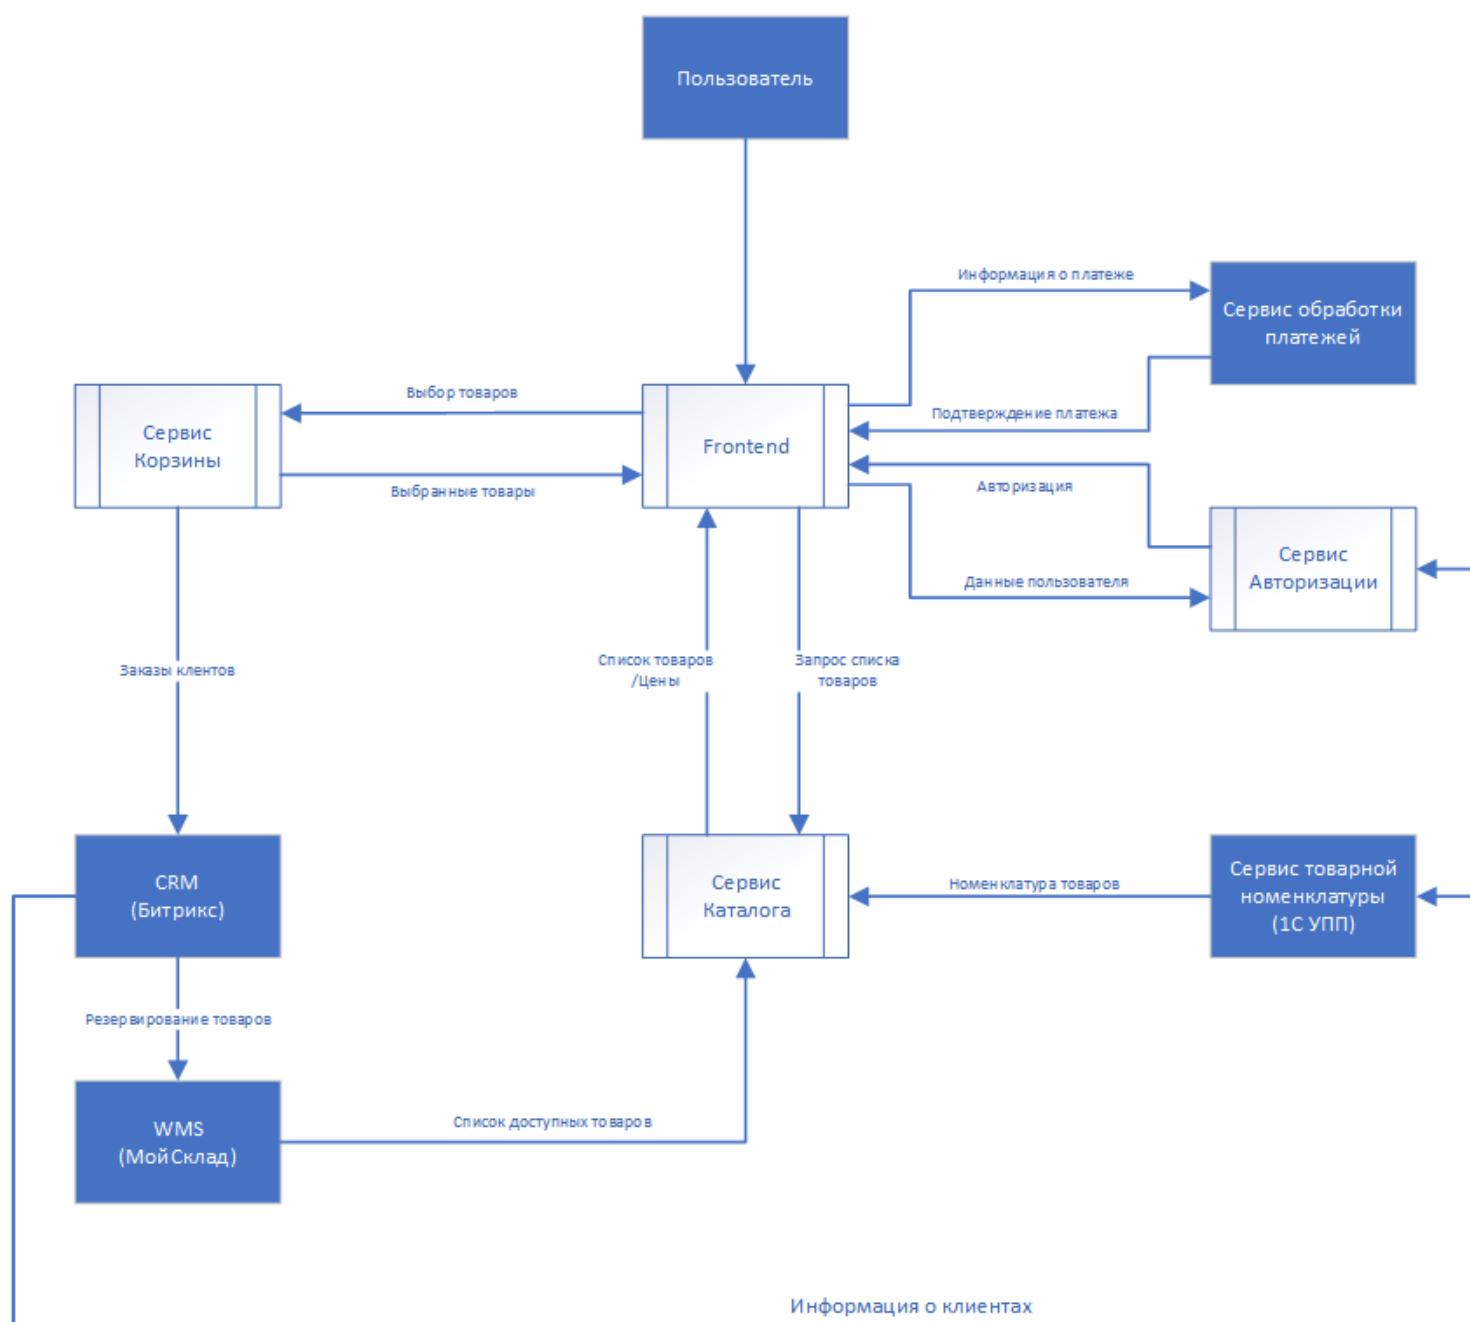 Пользователь
Информация о платеже
Сервис обработки
платежей
Выбор товаров
Подтверждение платежа
Сервис
Корзины
Frontend
Выбранные товары
Авторизация
Сервис
Авторизации
Данные пользователя
Заказы клентов
Список товаров
/Цены
Запрос списка
товаров
CRM
(Битрикс)
Сервис
Каталога
Номенклатура товаров
Сервис товарной
номенклатуры
(1С УПП)
Резервирование товаров
WMS
(МойСклад)
Список доступных товаров
Информация о клиентах